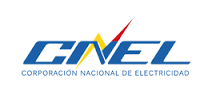 CNEL
CORPORACIÓN NACIONAL DE ELECTRICIDAD